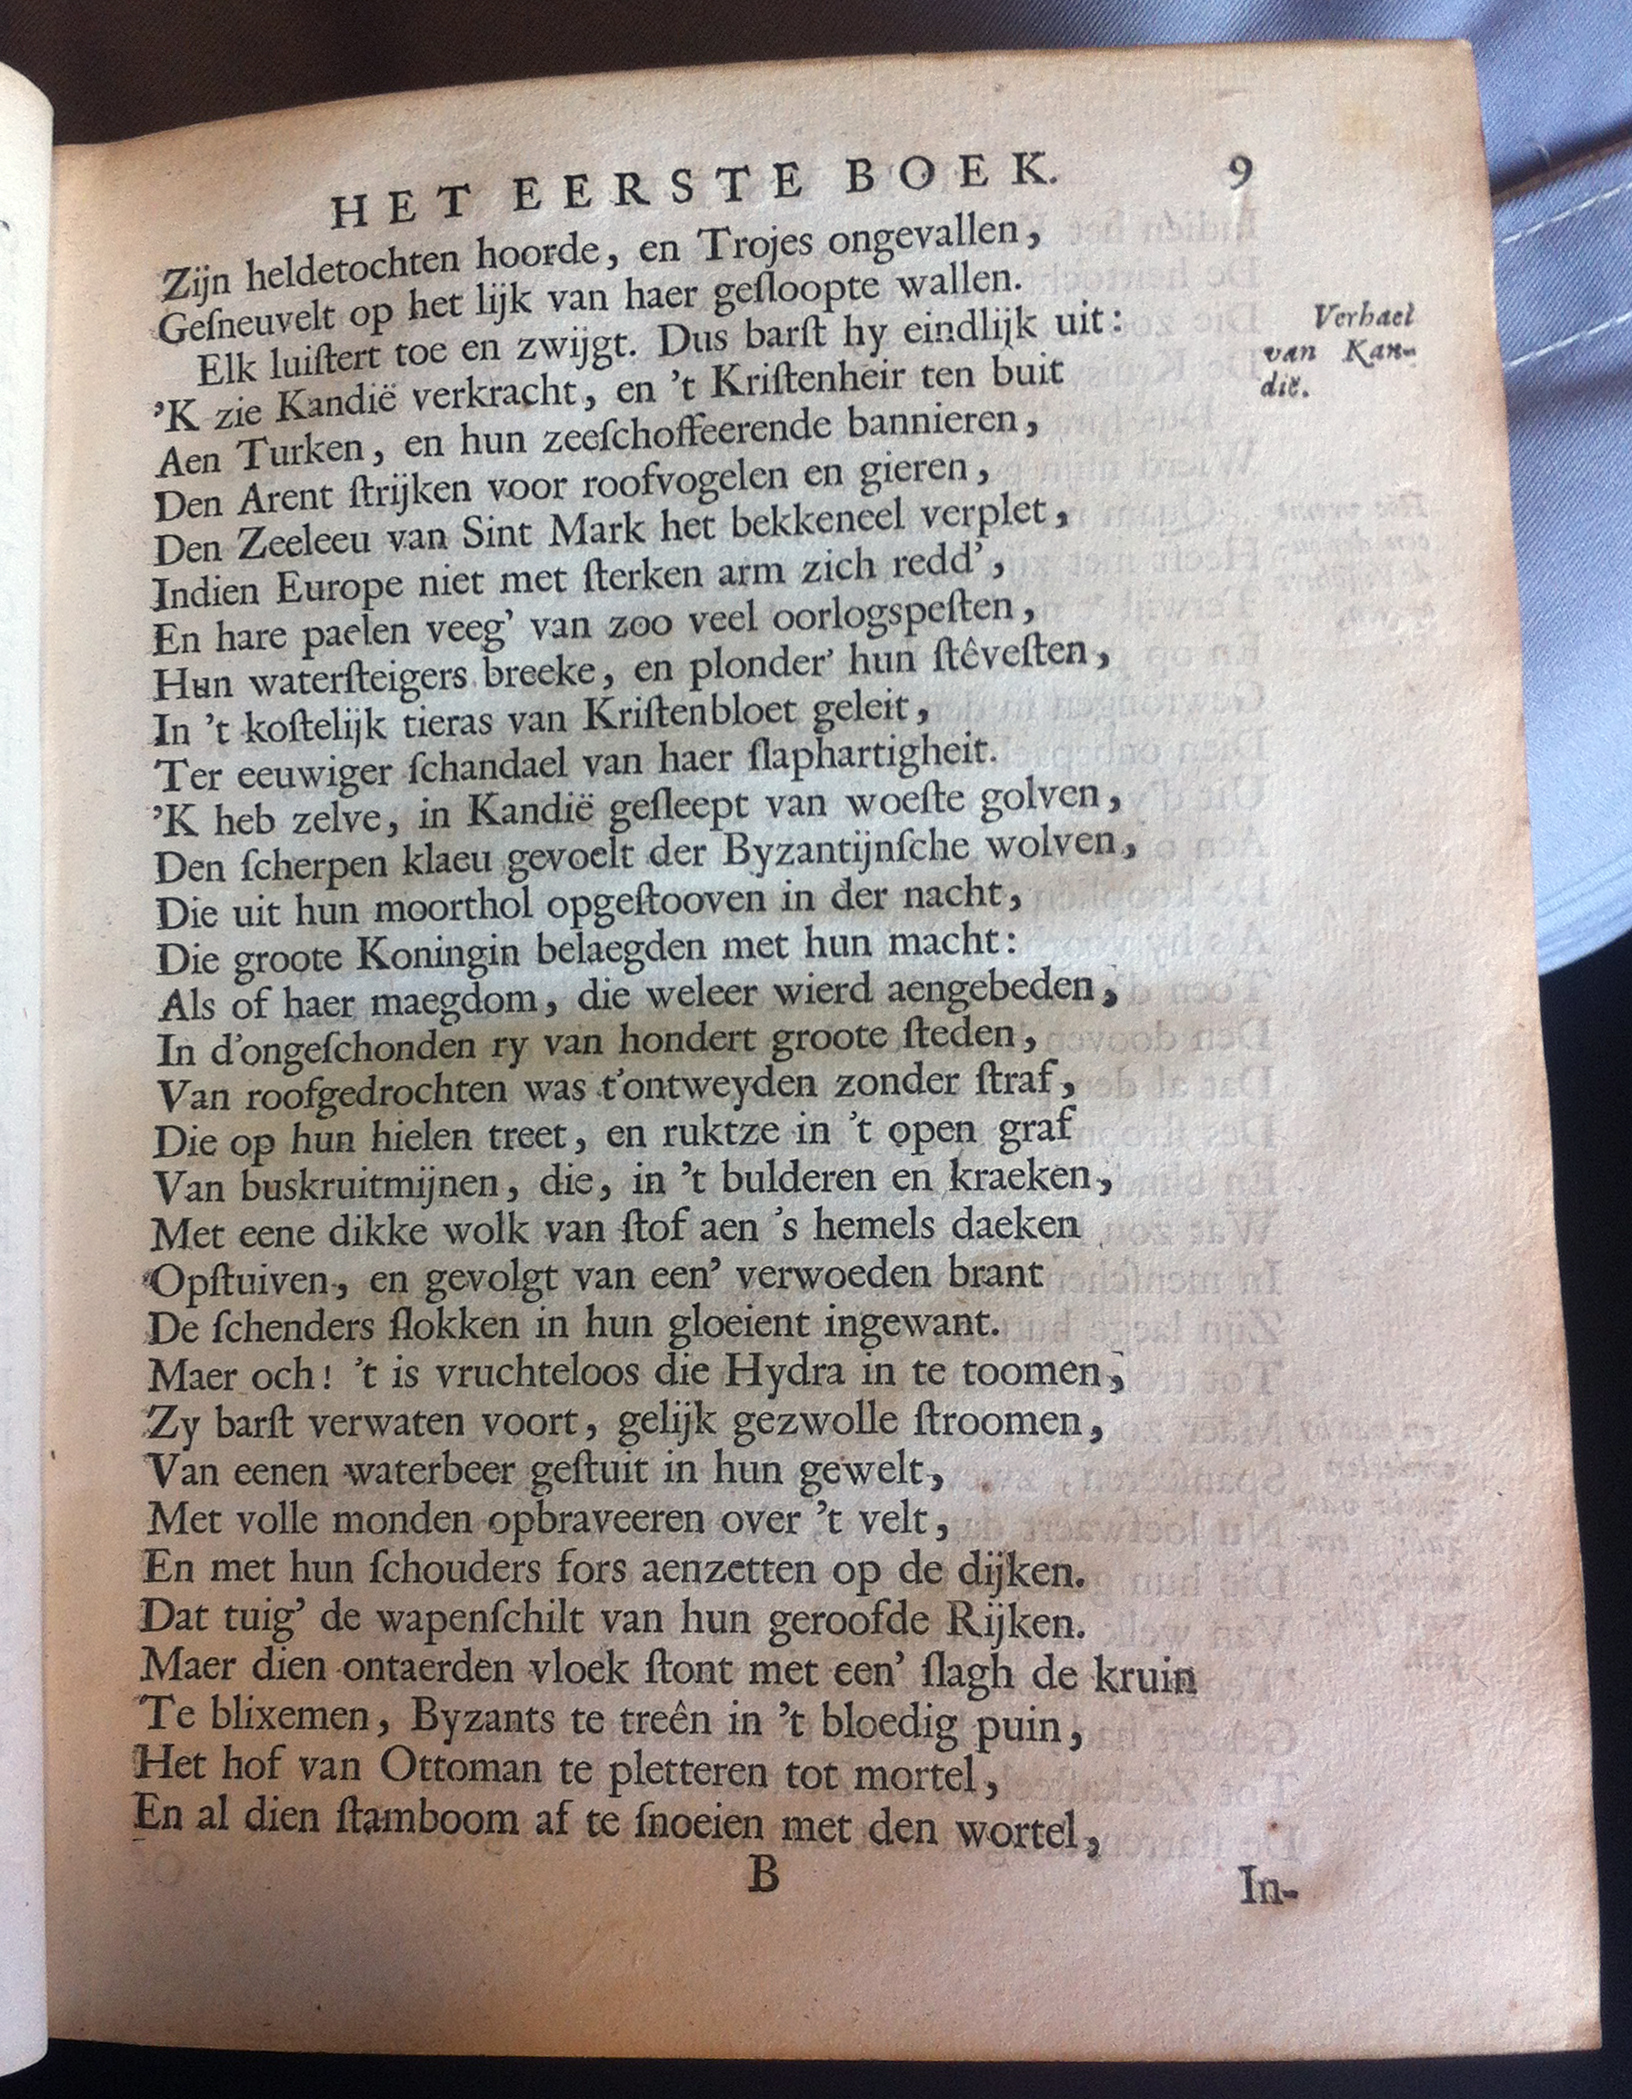 HET EERSTE BOEK. 9
Zijn heldetochten hoorde, en Trojes ongevallen,
Geſneuvelt op het lijk van haer geſloopte wallen.
Elk luiſtert toe en zwijgt. Dus barſt hy eindlijk uit:
Verhael
van Kan-
dië.
’K zie Kandië verkracht, en ’t Kriſtenheir ten buit
Aen Turken, en hun zeeſchoffeerende bannieren,
Den Arent ſtrijken voor roofvogelen en gieren,
Den Zeeleeu van Sint Mark het bekkeneel verplet,
Indien Europe niet met ſterken arm zich redd’,
En hare paelen veeg’ van zoo veel oorlogspeſten,
Hun waterſteigers breeke, en plonder’ hun ſtêveſten,
In ’t koſtelijk tieras van Kriſtenbloet geleit,
Ter eeuwiger ſchandael van haer ſlaphartigheit.
’K heb zelve, in Kandië geſleept van woeſte golven,
Den ſcherpen klaeu gevoelt der Byzantijnſche wolven,
Die uit hun moorthol opgeſtooven in der nacht,
Die groote Koningin belaegden met hun macht:
Als of haer maegdom, die weleer wierd aengebeden,
In d’ongeſchonden ry van hondert groote ſteden,
Van roofgedrochten was t’ontweyden zonder ſtraf,
Die op hun hielen treet, en ruktze in ’t open graf
Van buskruitmijnen, die, in ’t bulderen en kraeken,
Met eene dikke wolk van ſtof aen ’s hemels daeken
Opſtuiven, en gevolgt van een’ verwoeden brant
De ſchenders ſlokken in hun gloeient ingewant.
Maer och! ’t is vruchteloos die Hydra in te toomen,
Zy barſt verwaten voort, gelijk gezwolle ſtroomen,
Van eenen waterbeer geſtuit in hun gewelt,
Met volle monden opbraveeren over ’t velt,
En met hun ſchouders fors aenzetten op de dijken.
Dat tuig’ de wapenſchilt van hun geroofde Rijken.
Maer dien ontaerden vloek ſtont met een’ ſlagh de kruin
Te blixemen, Byzants te treên in ’t bloedig puin,
Het hof van Ottoman te pletteren tot mortel,
En al dien ſtamboom af te ſnoeien met den wortel,
B
In-